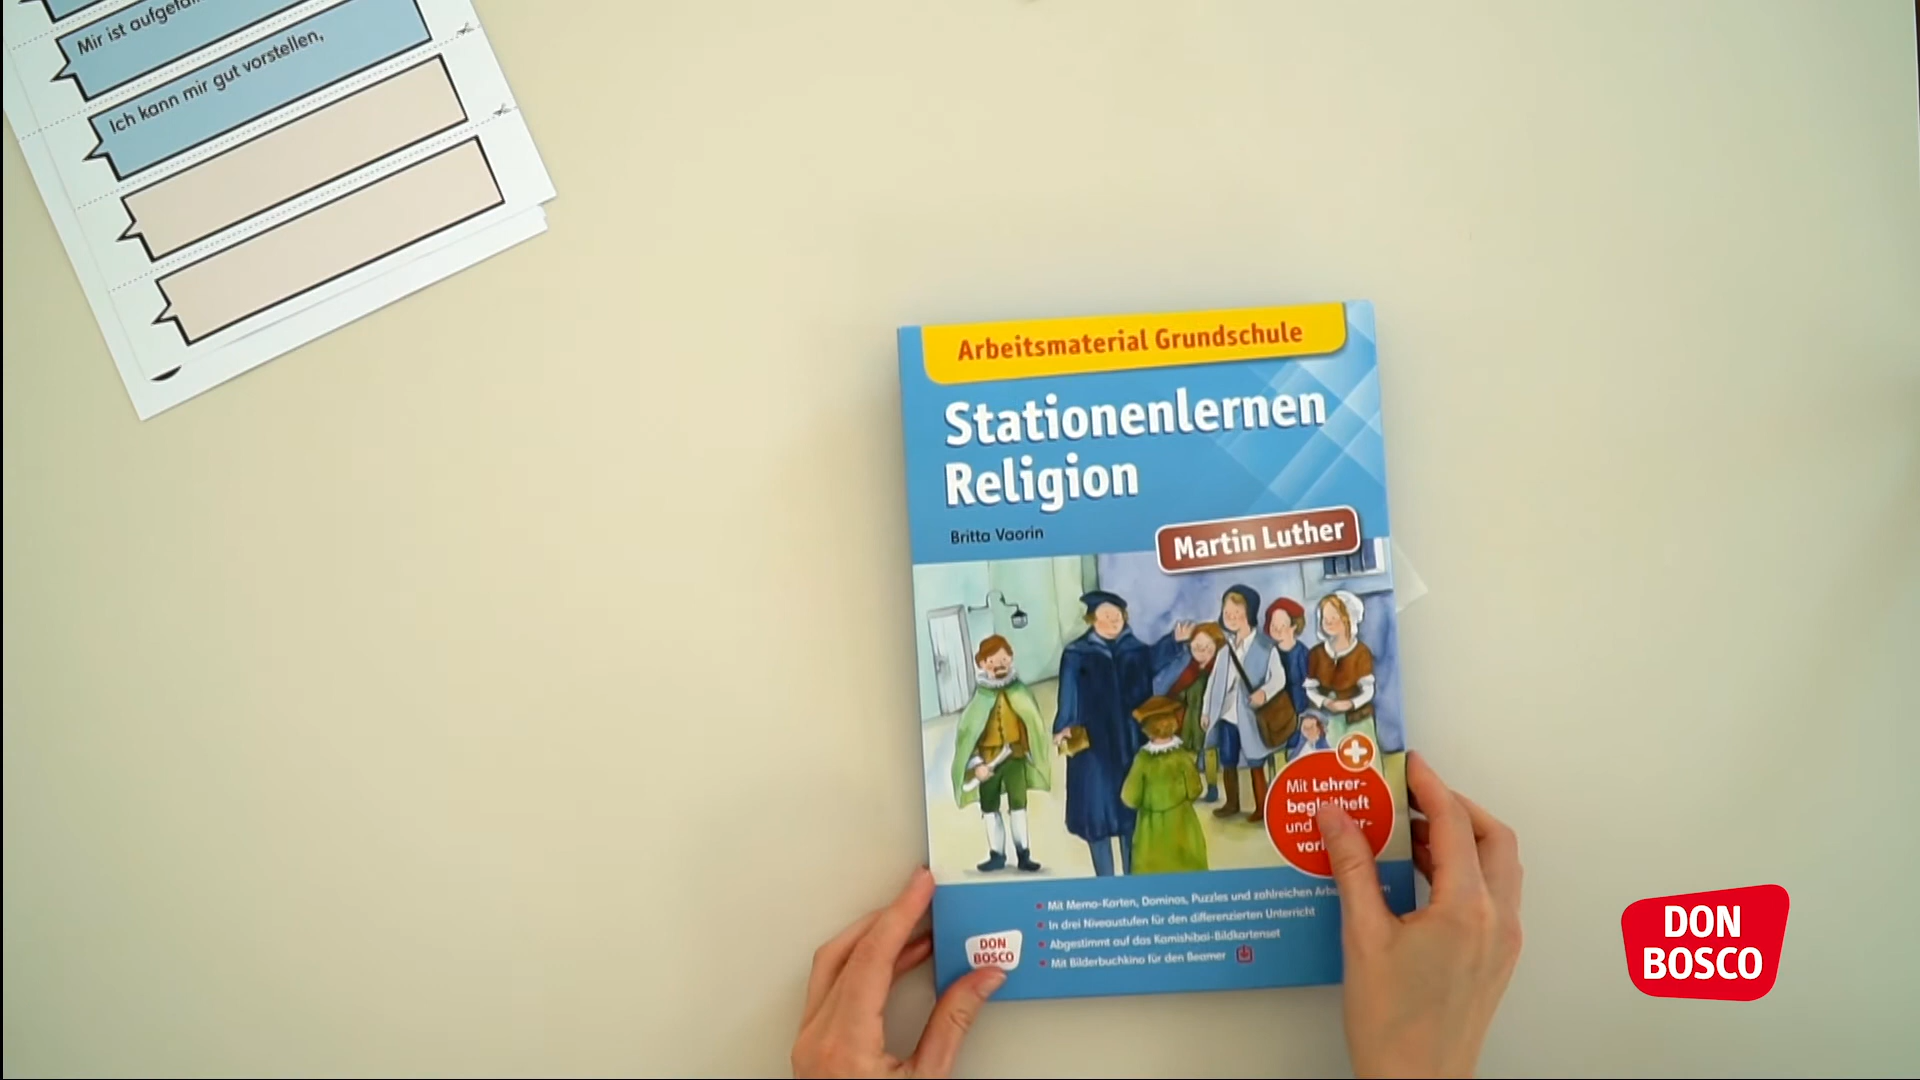 Mir ist
Ich kann mir gut vorstellen,
Arbeitsmaterial Grundschule
Stationenlernen
Religion
Britta Vaorin
Martin Luther
Mit Lehrer-
begleitheft
und
• Mit Memo-Karten, Dominos, Puzzles und zahlreichen
• In drei Niveaustufen für den differenzierten Unterricht
• Abgestimmt auf das Kamishibai-Bildkartenset
• Mit Bilderbuchkino für den Beamer
DON
BOSCO
DON
BOSCO